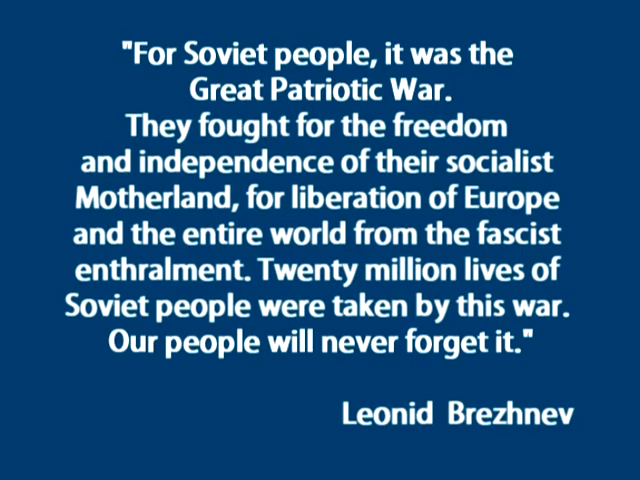 "For Soviet people, it was the
Great Patriotic War.
They fought for the freedom
and independence of their socialist
Motherland, for liberation of Europe
and the entire world from the fascist
enthralment. Twenty million lives of
Soviet people were taken by this war.
Our people will never forget it."
Leonid Brezhnev